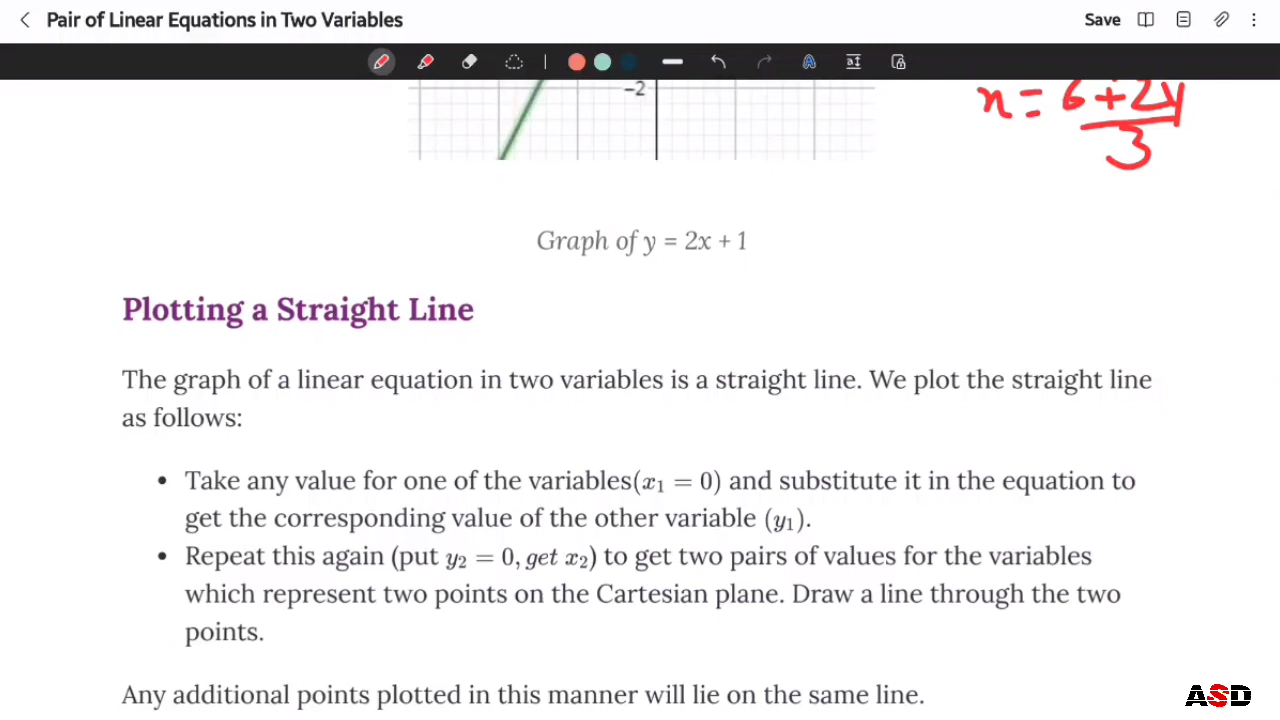 Pair of Linear Equations in Two Variables
Save
-2
x = 6+2y
3
Graph of y = 2x + 1
Plotting a Straight Line
The graph of a linear equation in two variables is a straight line. We plot the straight line
as follows:
• Take any value for one of the variables(x₁ = 0) and substitute it in the equation to
get the corresponding value of the other variable (y₁).
• Repeat this again (put y₂ = 0, get x₂) to get two pairs of values for the variables
which represent two points on the Cartesian plane. Draw a line through the two
points.
Any additional points plotted in this manner will lie on the same line.
ASD